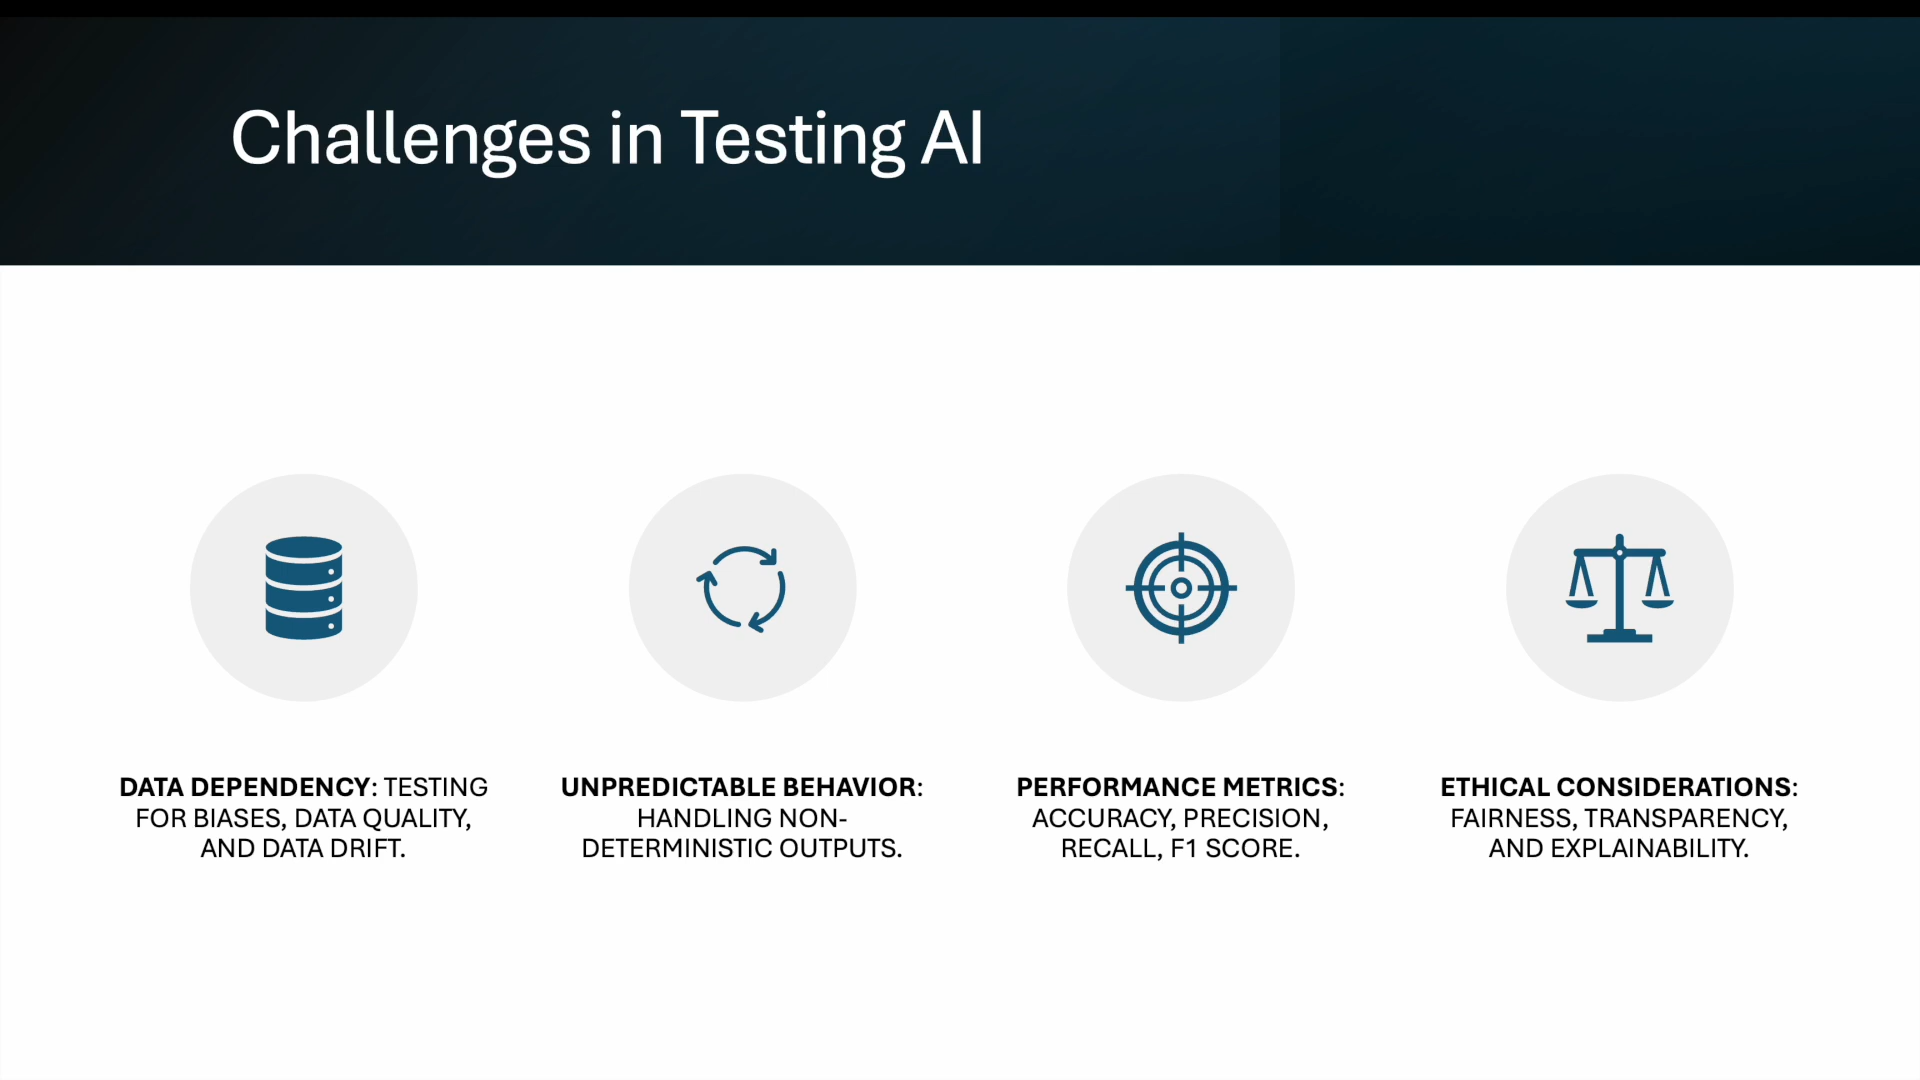 Challenges in Testing AI
DATA DEPENDENCY: TESTING
FOR BIASES, DATA QUALITY,
AND DATA DRIFT.
UNPREDICTABLE BEHAVIOR:
HANDLING NON-
DETERMINISTIC OUTPUTS.
PERFORMANCE METRICS:
ACCURACY, PRECISION,
RECALL, F1 SCORE.
ETHICAL CONSIDERATIONS:
FAIRNESS, TRANSPARENCY,
AND EXPLAINABILITY.